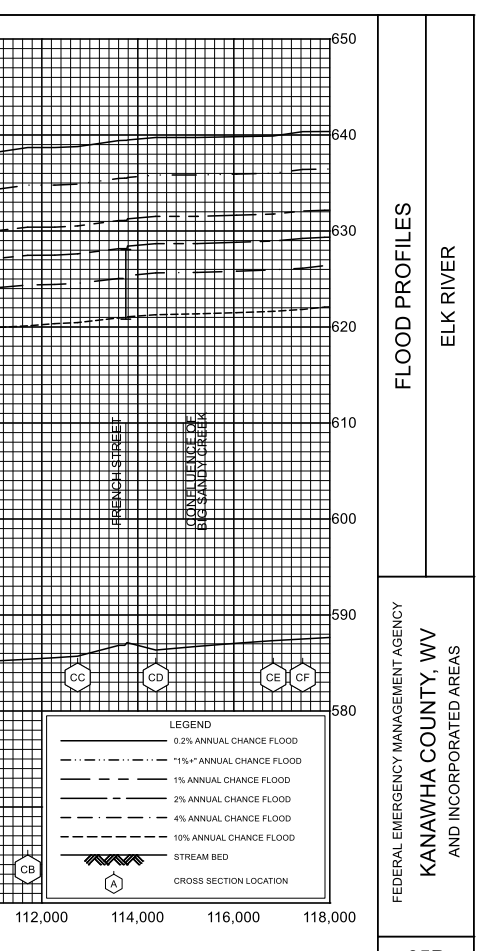 650
640
630
620
610
600
590
580
FRENCH STREET
CONFLUENCE OF
BIG SANDY CREEK
CC
CD
CE
CF
CB
LEGEND
0.2% ANNUAL CHANCE FLOOD
"1%+" ANNUAL CHANCE FLOOD
1% ANNUAL CHANCE FLOOD
2% ANNUAL CHANCE FLOOD
4% ANNUAL CHANCE FLOOD
10% ANNUAL CHANCE FLOOD
STREAM BED
A
CROSS SECTION LOCATION
112,000
114,000
116,000
118,000
FLOOD PROFILES
ELK RIVER
FEDERAL EMERGENCY MANAGEMENT AGENCY
KANAWHA COUNTY, WV
AND INCORPORATED AREAS